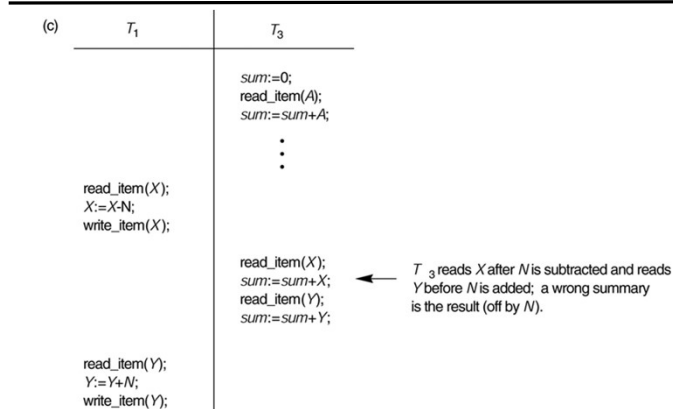 (c)
T1
T3
sum:=0;
read_item(A);
sum:=sum+A;
read_item(X);
X:=X-N;
write_item(X);
read_item(X);
sum:=sum+X;
read_item(Y);
sum:=sum+Y;
T 3 reads X after N is subtracted and reads
Y before N is added; a wrong summary
is the result (off by N).
read_item(Y);
Y:=Y+N;
write_item(Y);